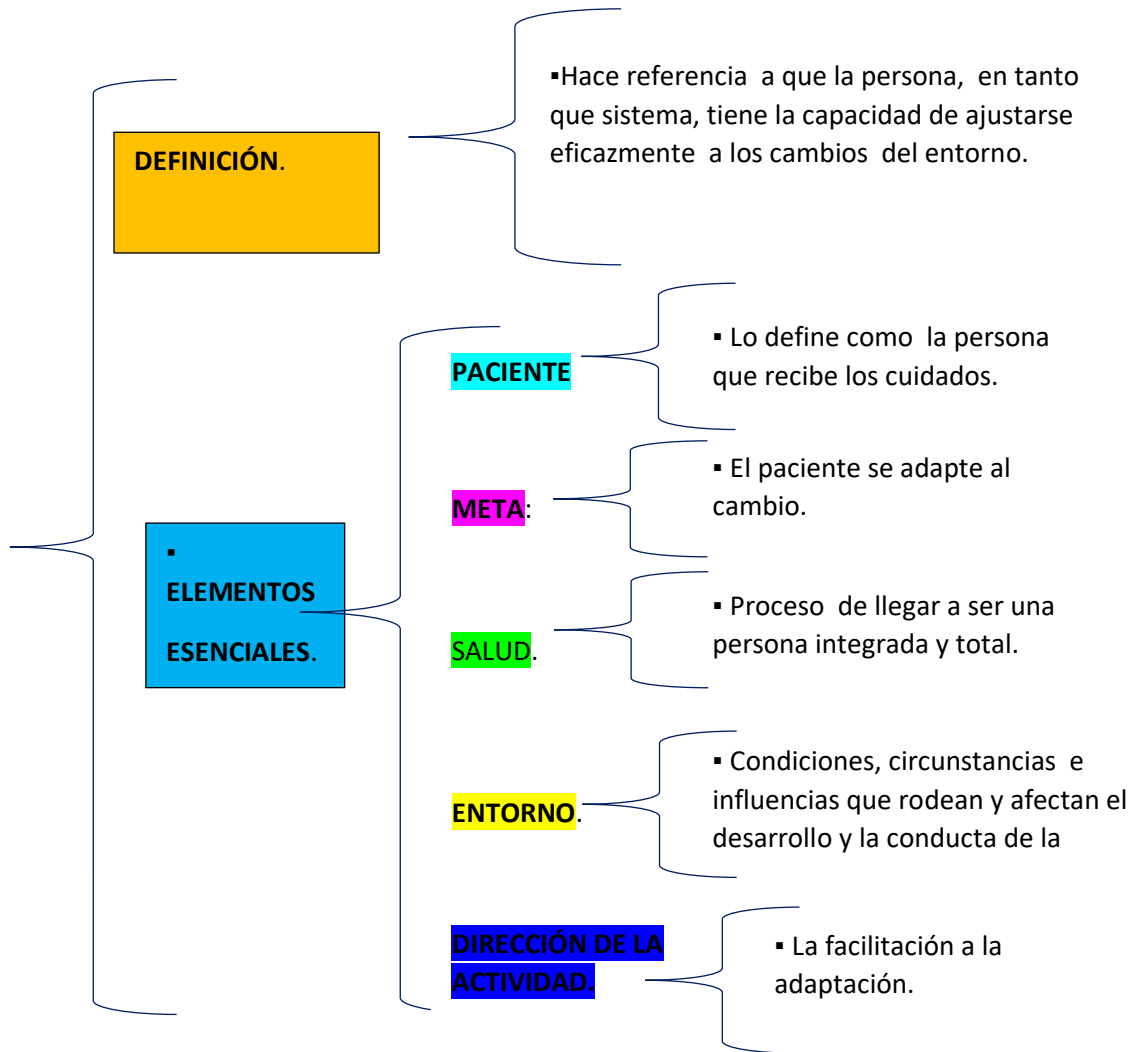 DEFINICIÓN.
▪Hace referencia a que la persona, en tanto
que sistema, tiene la capacidad de ajustarse
eficazmente a los cambios del entorno.
▪
ELEMENTOS
ESENCIALES.
PACIENTE
▪ Lo define como la persona
que recibe los cuidados.
META:
▪ El paciente se adapte al
cambio.
SALUD.
▪ Proceso de llegar a ser una
persona integrada y total.
ENTORNO.
▪ Condiciones, circunstancias e
influencias que rodean y afectan el
desarrollo y la conducta de la
DIRECCIÓN DE LA
ACTIVIDAD.
▪ La facilitación a la
adaptación.